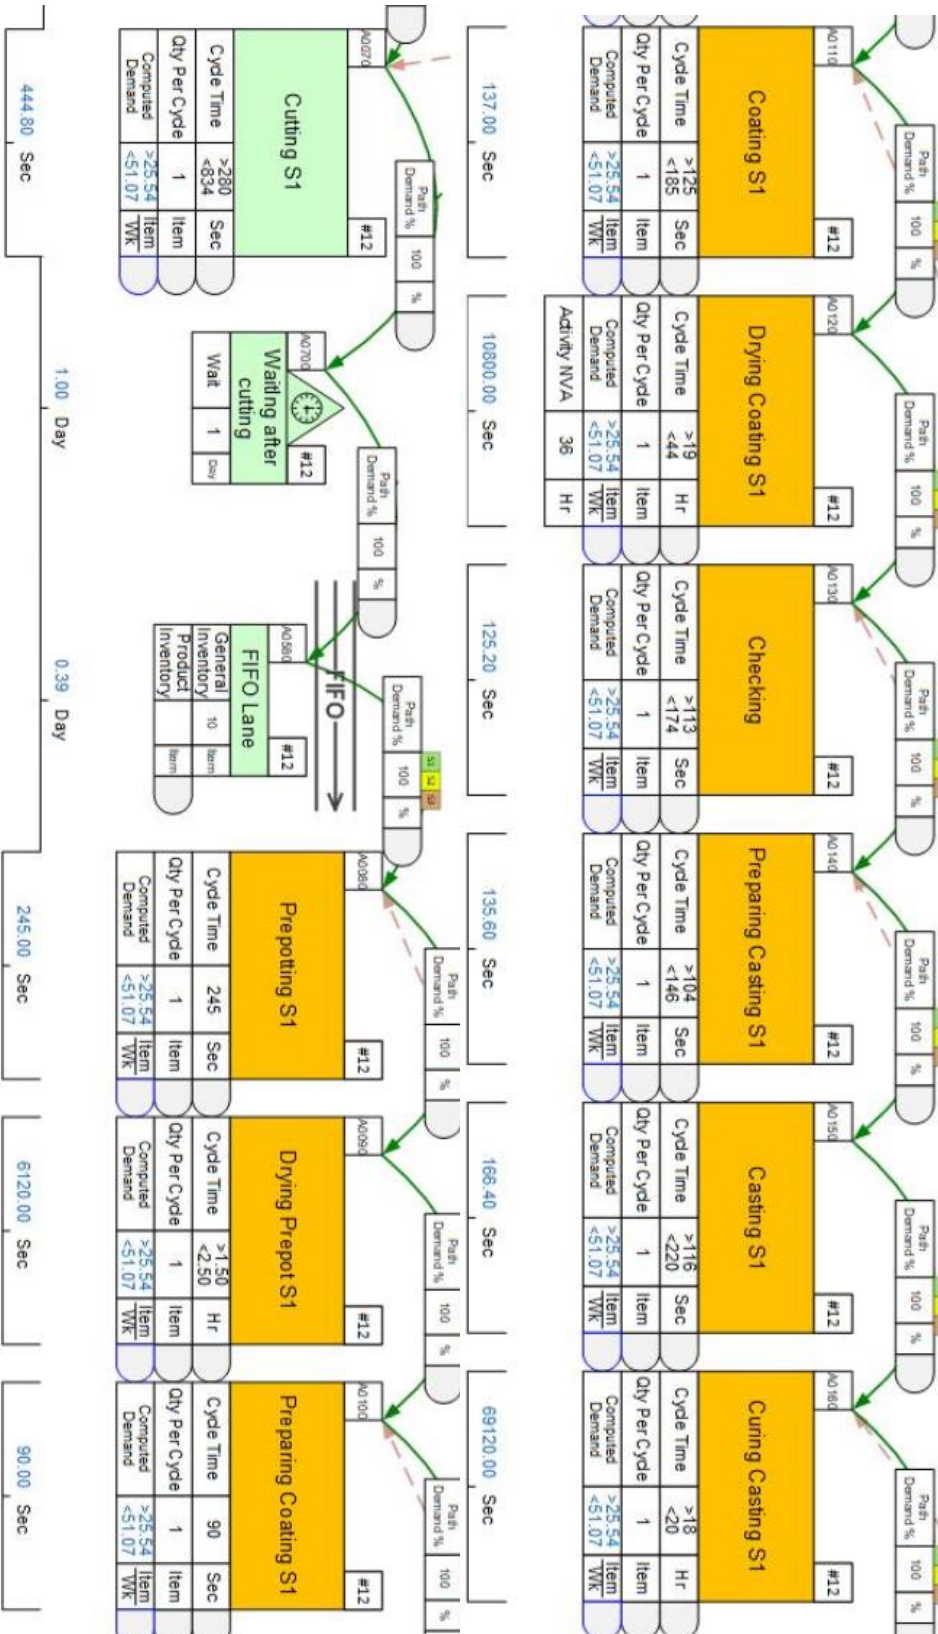 A0070
#12
Cutting S1
Cycle Time >280 <834 Sec
Qty Per Cycle 1 Item
Computed Demand >25.54 <51.07 Item Wk
444.80 Sec
Path Demand % 100 %
A0700
#12
Waiting after cutting
Wait 1 Day
1.00 Day
Path Demand % 100 %
FIFO
A0580
#12
FIFO Lane
General Inventory 10 Item
Product Inventory Item
0.39 Day
Path Demand % 100 %
S1 S2 S3
A0080
#12
Prepotting S1
Cycle Time 245 Sec
Qty Per Cycle 1 Item
Computed Demand >25.54 <51.07 Item Wk
245.00 Sec
Path Demand % 100 %
A0090
#12
Drying Prepot S1
Cycle Time >1.50 <2.50 Hr
Qty Per Cycle 1 Item
Computed Demand >25.54 <51.07 Item Wk
6120.00 Sec
Path Demand % 100 %
A0100
#12
Preparing Coating S1
Cycle Time 90 Sec
Qty Per Cycle 1 Item
Computed Demand >25.54 <51.07 Item Wk
90.00 Sec
Path Demand % 100 %
A0110
#12
Coating S1
Cycle Time >125 <185 Sec
Qty Per Cycle 1 Item
Computed Demand >25.54 <51.07 Item Wk
137.00 Sec
Path Demand % 100 %
A0120
#12
Drying Coating S1
Cycle Time >19 <44 Hr
Qty Per Cycle 1 Item
Computed Demand >25.54 <51.07 Item Wk
Activity NVA 36 Hr
10800.00 Sec
Path Demand % 100 %
A0130
#12
Checking
Cycle Time >113 <174 Sec
Qty Per Cycle 1 Item
Computed Demand >25.54 <51.07 Item Wk
125.20 Sec
Path Demand % 100 %
A0140
#12
Preparing Casting S1
Cycle Time >104 <146 Sec
Qty Per Cycle 1 Item
Computed Demand >25.54 <51.07 Item Wk
135.60 Sec
Path Demand % 100 %
A0150
#12
Casting S1
Cycle Time >116 <220 Sec
Qty Per Cycle 1 Item
Computed Demand >25.54 <51.07 Item Wk
166.40 Sec
Path Demand % 100 %
A0160
#12
Curing Casting S1
Cycle Time >18 <20 Hr
Qty Per Cycle 1 Item
Computed Demand >25.54 <51.07 Item Wk
69120.00 Sec
Path Demand % 100 %